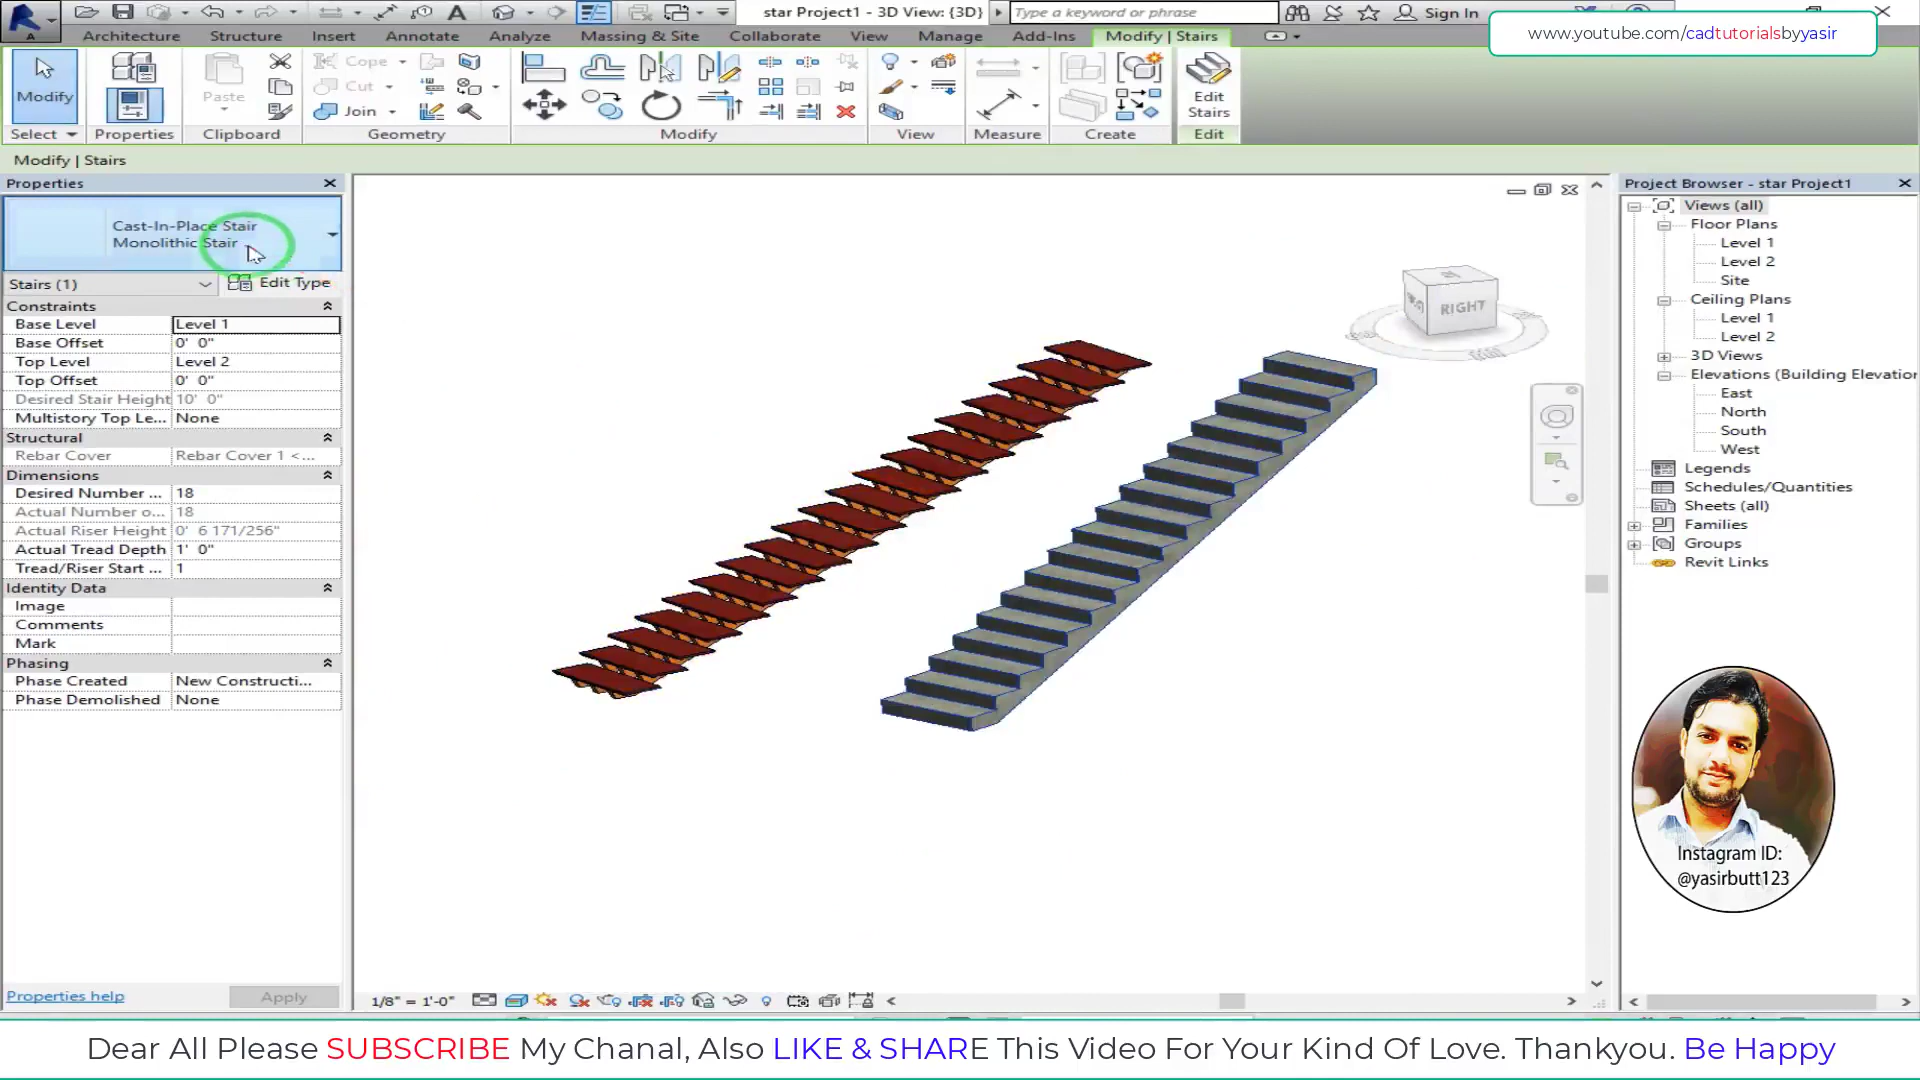 star Project1 - 3D View: {3D}
Type a keyword or phrase
Sign In
www.youtube.com/cadtutorialsbyyasir
Architecture Structure Insert Annotate Analyze Massing & Site Collaborate View Manage Add-Ins Modify | Stairs
Modify
Paste
Cope
Cut
Join
Edit
Stairs
Select Properties Clipboard Geometry Modify View Measure Create Edit
Modify | Stairs
Properties
Cast-In-Place Stair
Monolithic Stair
Stairs (1)
Edit Type
Constraints
Base Level Level 1
Base Offset 0' 0"
Top Level Level 2
Top Offset 0' 0"
Desired Stair Height 10' 0"
Multistory Top Le... None
Structural
Rebar Cover Rebar Cover 1 <...
Dimensions
Desired Number ... 18
Actual Number o... 18
Actual Riser Height 0' 6 171/256"
Actual Tread Depth 1' 0"
Tread/Riser Start ... 1
Identity Data
Image
Comments
Mark
Phasing
Phase Created New Constructi...
Phase Demolished None
Properties help
Apply
RIGHT
1/8" = 1'-0"
Project Browser - star Project1
Views (all)
Floor Plans
Level 1
Level 2
Site
Ceiling Plans
Level 1
Level 2
3D Views
Elevations (Building Elevation
East
North
South
West
Legends
Schedules/Quantities
Sheets (all)
Families
Groups
Revit Links
Instagram ID:
@yasirbutt123
Dear All Please SUBSCRIBE My Chanal, Also LIKE & SHARE This Video For Your Kind Of Love. Thankyou. Be Happy